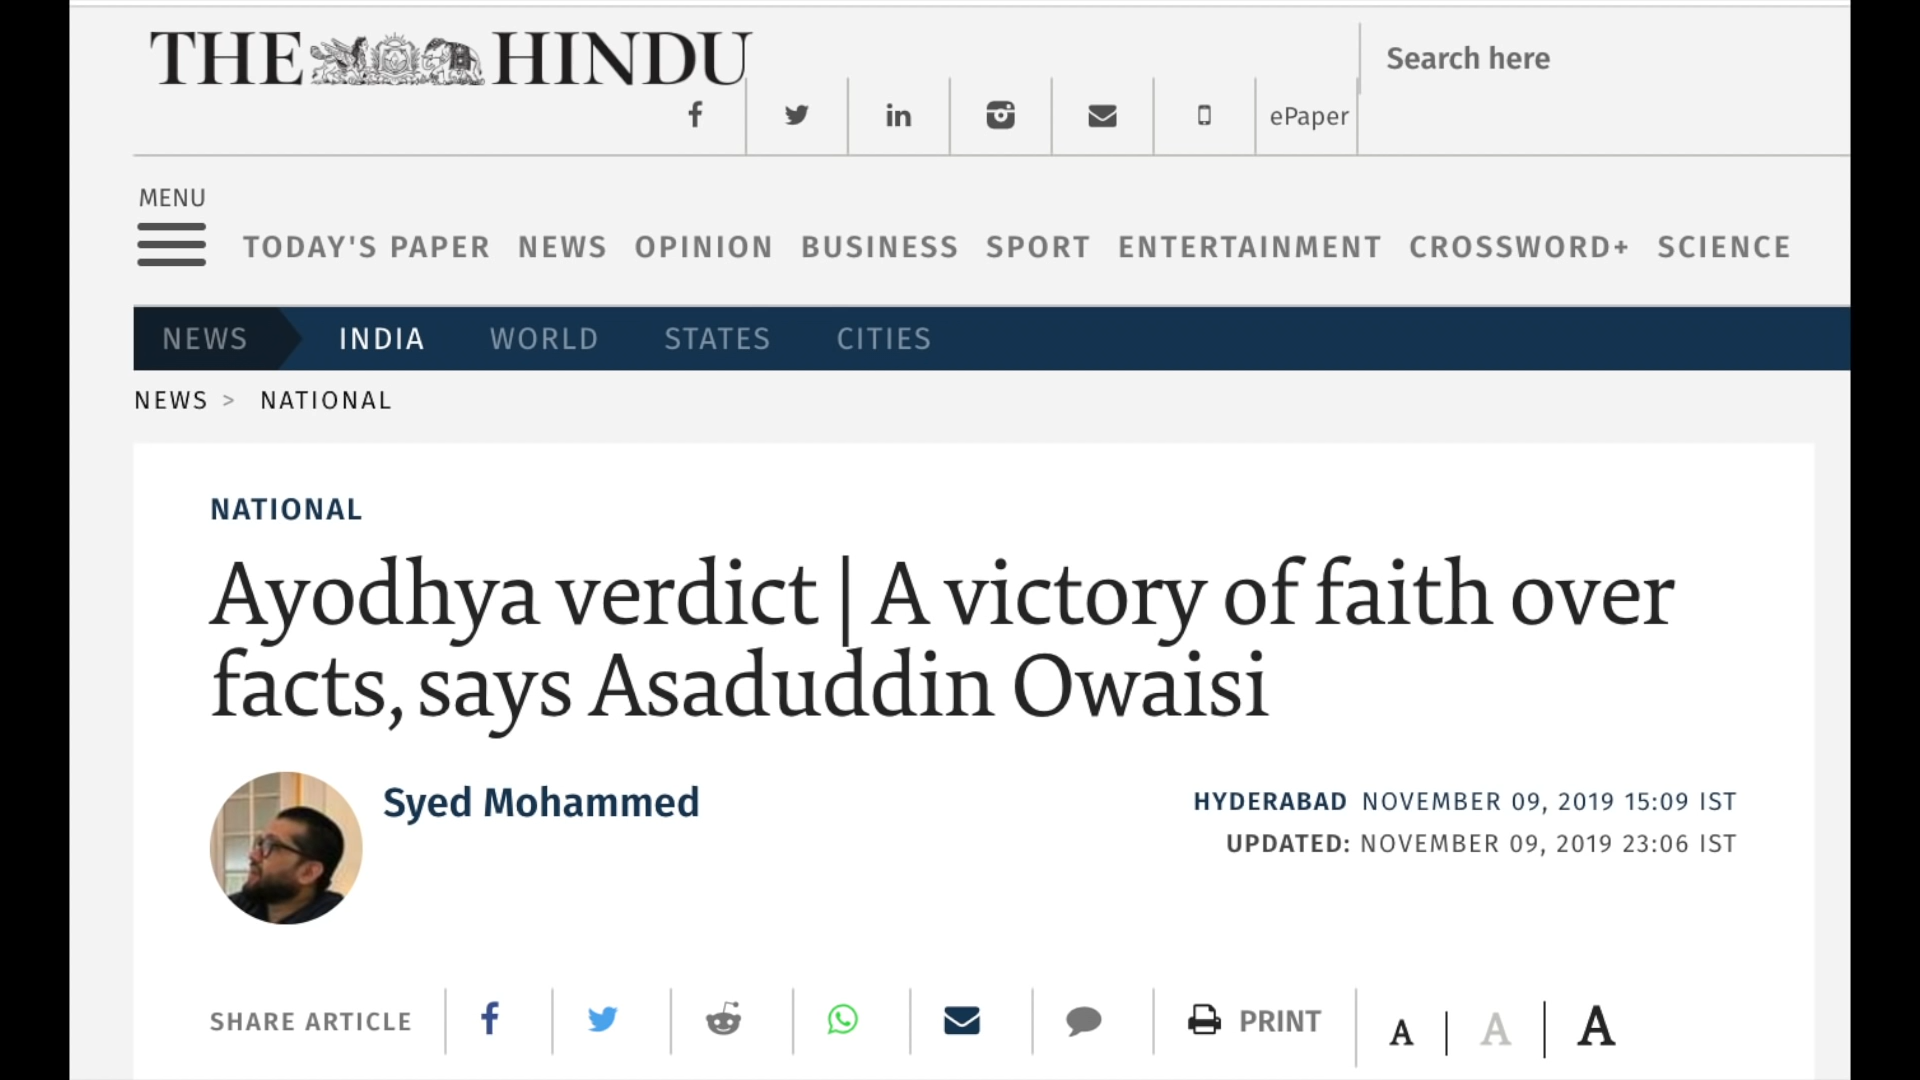 THE HINDU
Search here
ePaper
MENU
TODAY'S PAPER NEWS OPINION BUSINESS SPORT ENTERTAINMENT CROSSWORD+ SCIENCE
NEWS INDIA WORLD STATES CITIES
NEWS > NATIONAL
NATIONAL
Ayodhya verdict | A victory of faith over
facts, says Asaduddin Owaisi
Syed Mohammed
HYDERABAD NOVEMBER 09, 2019 15:09 IST
UPDATED: NOVEMBER 09, 2019 23:06 IST
SHARE ARTICLE PRINT A A A